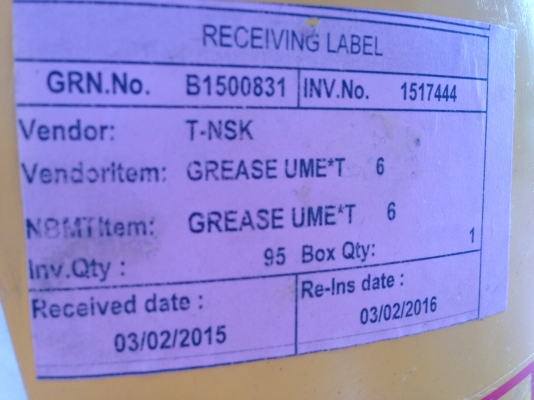 RECEIVING LABEL
GRN.No. B1500831 INV.No. 1517444
Vendor: T-NSK
VendorItem: GREASE UME*T 6
NBMTItem: GREASE UME*T 6
Inv.Qty : 95 Box Qty: 1
Received date : Re-Ins date :
03/02/2015 03/02/2016